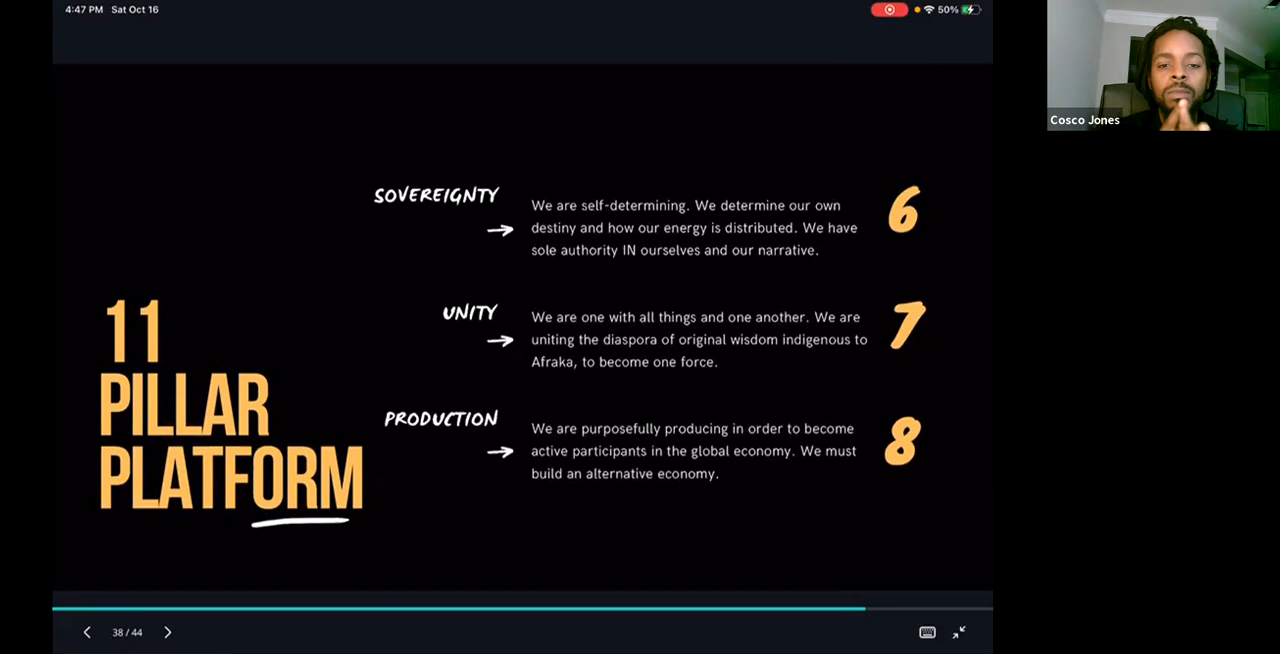 4:47 PM Sat Oct 16
50%
Cosco Jones
11
PILLAR
PLATFORM
SOVEREIGNTY
We are self-determining. We determine our own
destiny and how our energy is distributed. We have
sole authority IN ourselves and our narrative.
6
UNITY
We are one with all things and one another. We are
uniting the diaspora of original wisdom indigenous to
Afraka, to become one force.
7
PRODUCTION
We are purposefully producing in order to become
active participants in the global economy. We must
build an alternative economy.
8
38 / 44